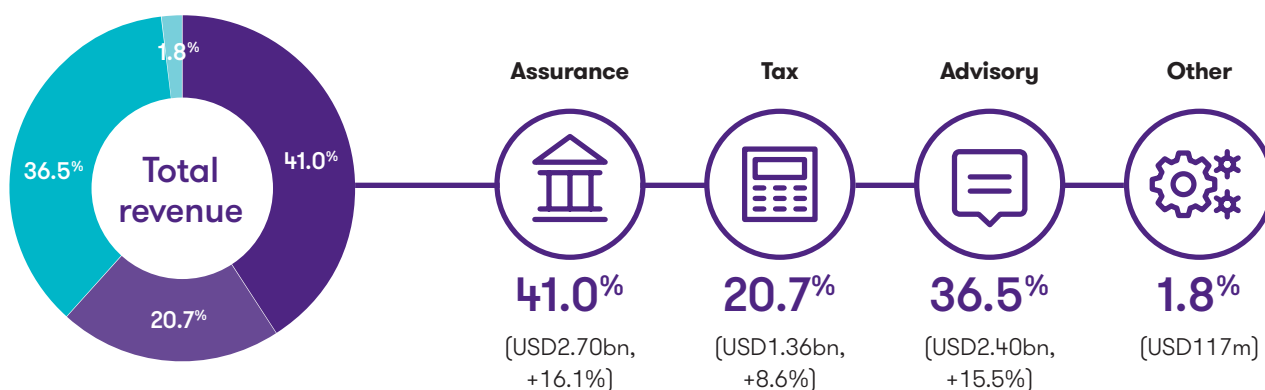 1.8%
36.5%
41.0%
20.7%
Total
revenue
Assurance
Tax
Advisory
Other
41.0%
20.7%
36.5%
1.8%
(USD2.70bn,
+16.1%)
(USD1.36bn,
+8.6%)
(USD2.40bn,
+15.5%)
(USD117m)